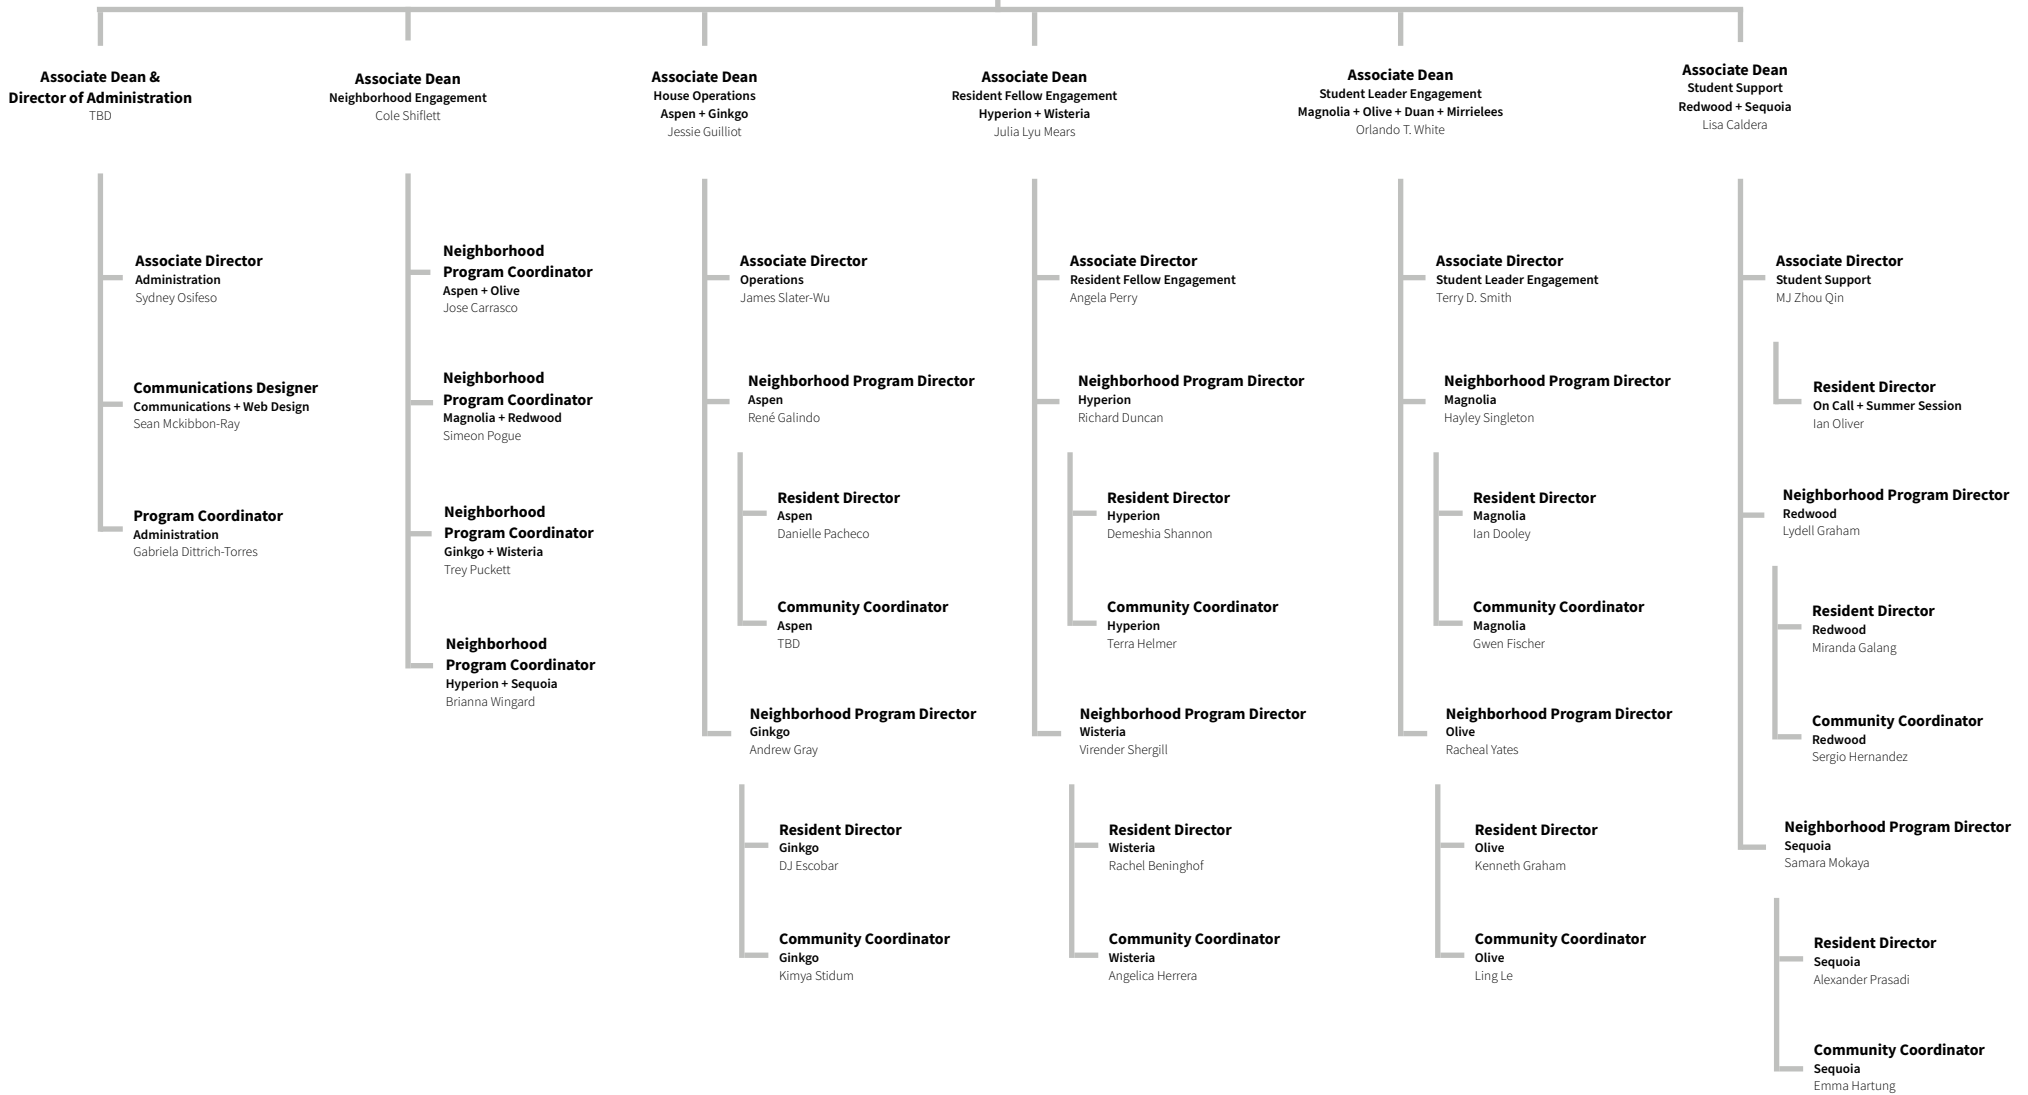 Associate Dean &
Director of Administration
TBD
Associate Director
Administration
Sydney Osifeso
Communications Designer
Communications + Web Design
Sean Mckibbon-Ray
Program Coordinator
Administration
Gabriela Dittrich-Torres
Associate Dean
Neighborhood Engagement
Cole Shiflett
Neighborhood
Program Coordinator
Aspen + Olive
Jose Carrasco
Neighborhood
Program Coordinator
Magnolia + Redwood
Simeon Pogue
Neighborhood
Program Coordinator
Ginkgo + Wisteria
Trey Puckett
Neighborhood
Program Coordinator
Hyperion + Sequoia
Brianna Wingard
Associate Dean
House Operations
Aspen + Ginkgo
Jessie Guilliot
Associate Director
Operations
James Slater-Wu
Neighborhood Program Director
Aspen
René Galindo
Resident Director
Aspen
Danielle Pacheco
Community Coordinator
Aspen
TBD
Neighborhood Program Director
Ginkgo
Andrew Gray
Resident Director
Ginkgo
DJ Escobar
Community Coordinator
Ginkgo
Kimya Stidum
Associate Dean
Resident Fellow Engagement
Hyperion + Wisteria
Julia Lyu Mears
Associate Director
Resident Fellow Engagement
Angela Perry
Neighborhood Program Director
Hyperion
Richard Duncan
Resident Director
Hyperion
Demeshia Shannon
Community Coordinator
Hyperion
Terra Helmer
Neighborhood Program Director
Wisteria
Virender Shergill
Resident Director
Wisteria
Rachel Beninghof
Community Coordinator
Wisteria
Angelica Herrera
Associate Dean
Student Leader Engagement
Magnolia + Olive + Duan + Mirrielees
Orlando T. White
Associate Director
Student Leader Engagement
Terry D. Smith
Neighborhood Program Director
Magnolia
Hayley Singleton
Resident Director
Magnolia
Ian Dooley
Community Coordinator
Magnolia
Gwen Fischer
Neighborhood Program Director
Olive
Racheal Yates
Resident Director
Olive
Kenneth Graham
Community Coordinator
Olive
Ling Le
Associate Dean
Student Support
Redwood + Sequoia
Lisa Caldera
Associate Director
Student Support
MJ Zhou Qin
Resident Director
On Call + Summer Session
Ian Oliver
Neighborhood Program Director
Redwood
Lydell Graham
Resident Director
Redwood
Miranda Galang
Community Coordinator
Redwood
Sergio Hernandez
Neighborhood Program Director
Sequoia
Samara Mokaya
Resident Director
Sequoia
Alexander Prasadi
Community Coordinator
Sequoia
Emma Hartung